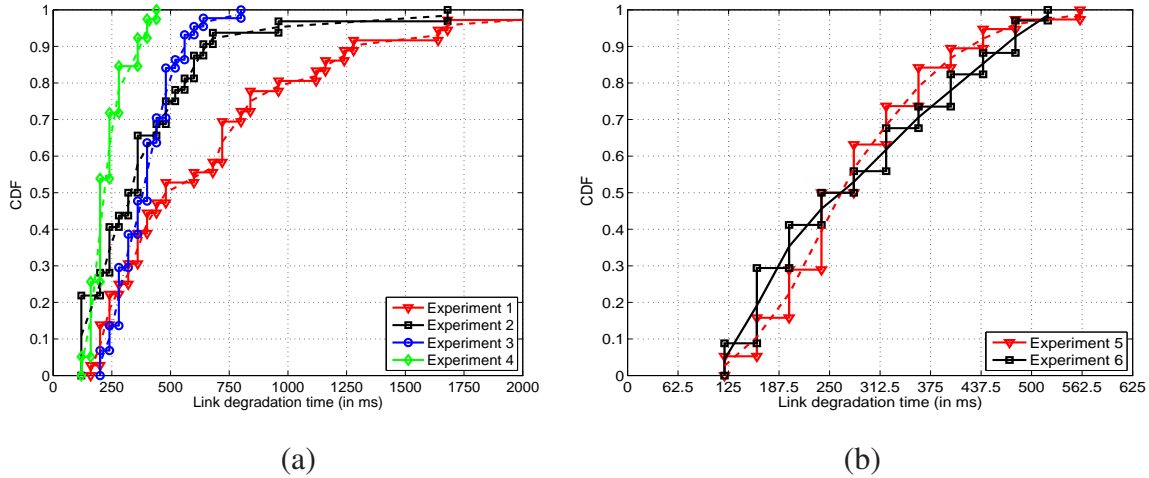 1
0.9
0.8
0.7
0.6
0.5
0.4
0.3
0.2
0.1
0
CDF
0 250 500 750 1000 1250 1500 1750 2000
Link degradation time (in ms)
Experiment 1
Experiment 2
Experiment 3
Experiment 4
(a)
1
0.9
0.8
0.7
0.6
0.5
0.4
0.3
0.2
0.1
0
CDF
0 62.5 125 187.5 250 312.5 375 437.5 500 562.5 625
Link degradation time (in ms)
Experiment 5
Experiment 6
(b)